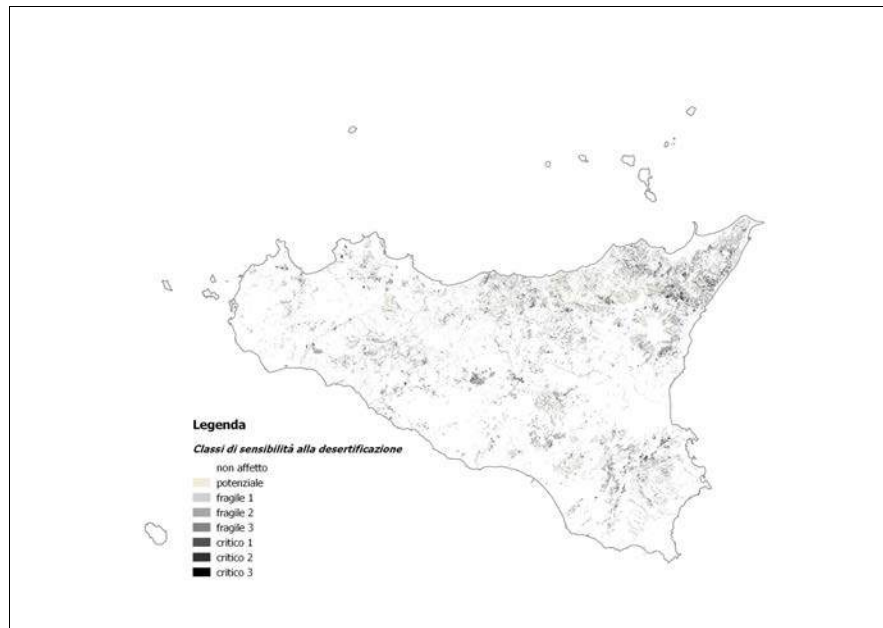 Legenda
Classi di sensibilità alla desertificazione
non affetto
potenziale
fragile 1
fragile 2
fragile 3
critico 1
critico 2
critico 3